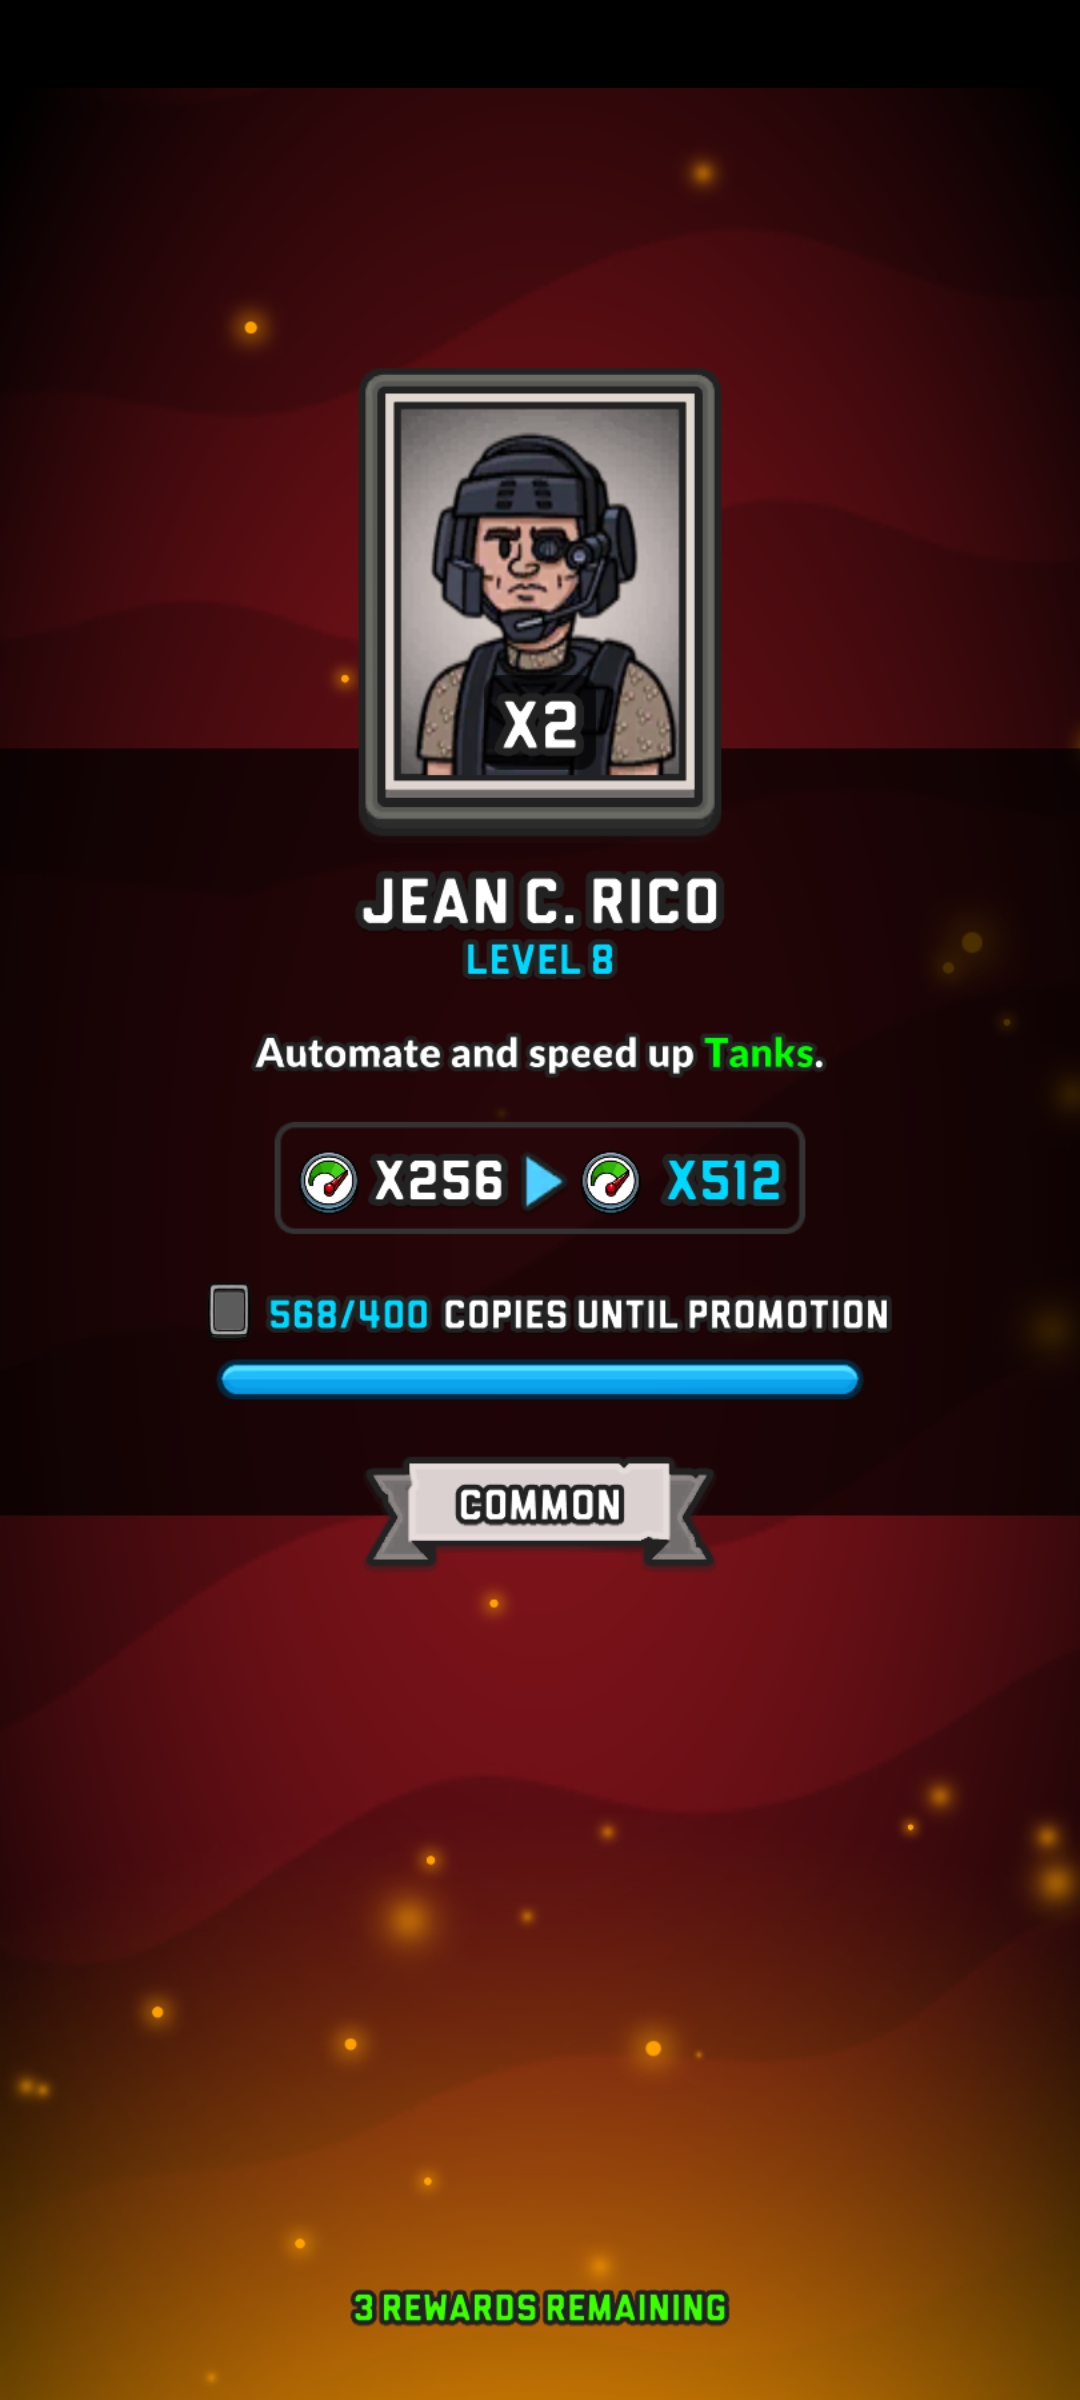 X2
JEAN C. RICO
LEVEL 8
Automate and speed up Tanks.
X256 X512
568/400 COPIES UNTIL PROMOTION
COMMON
3 REWARDS REMAINING